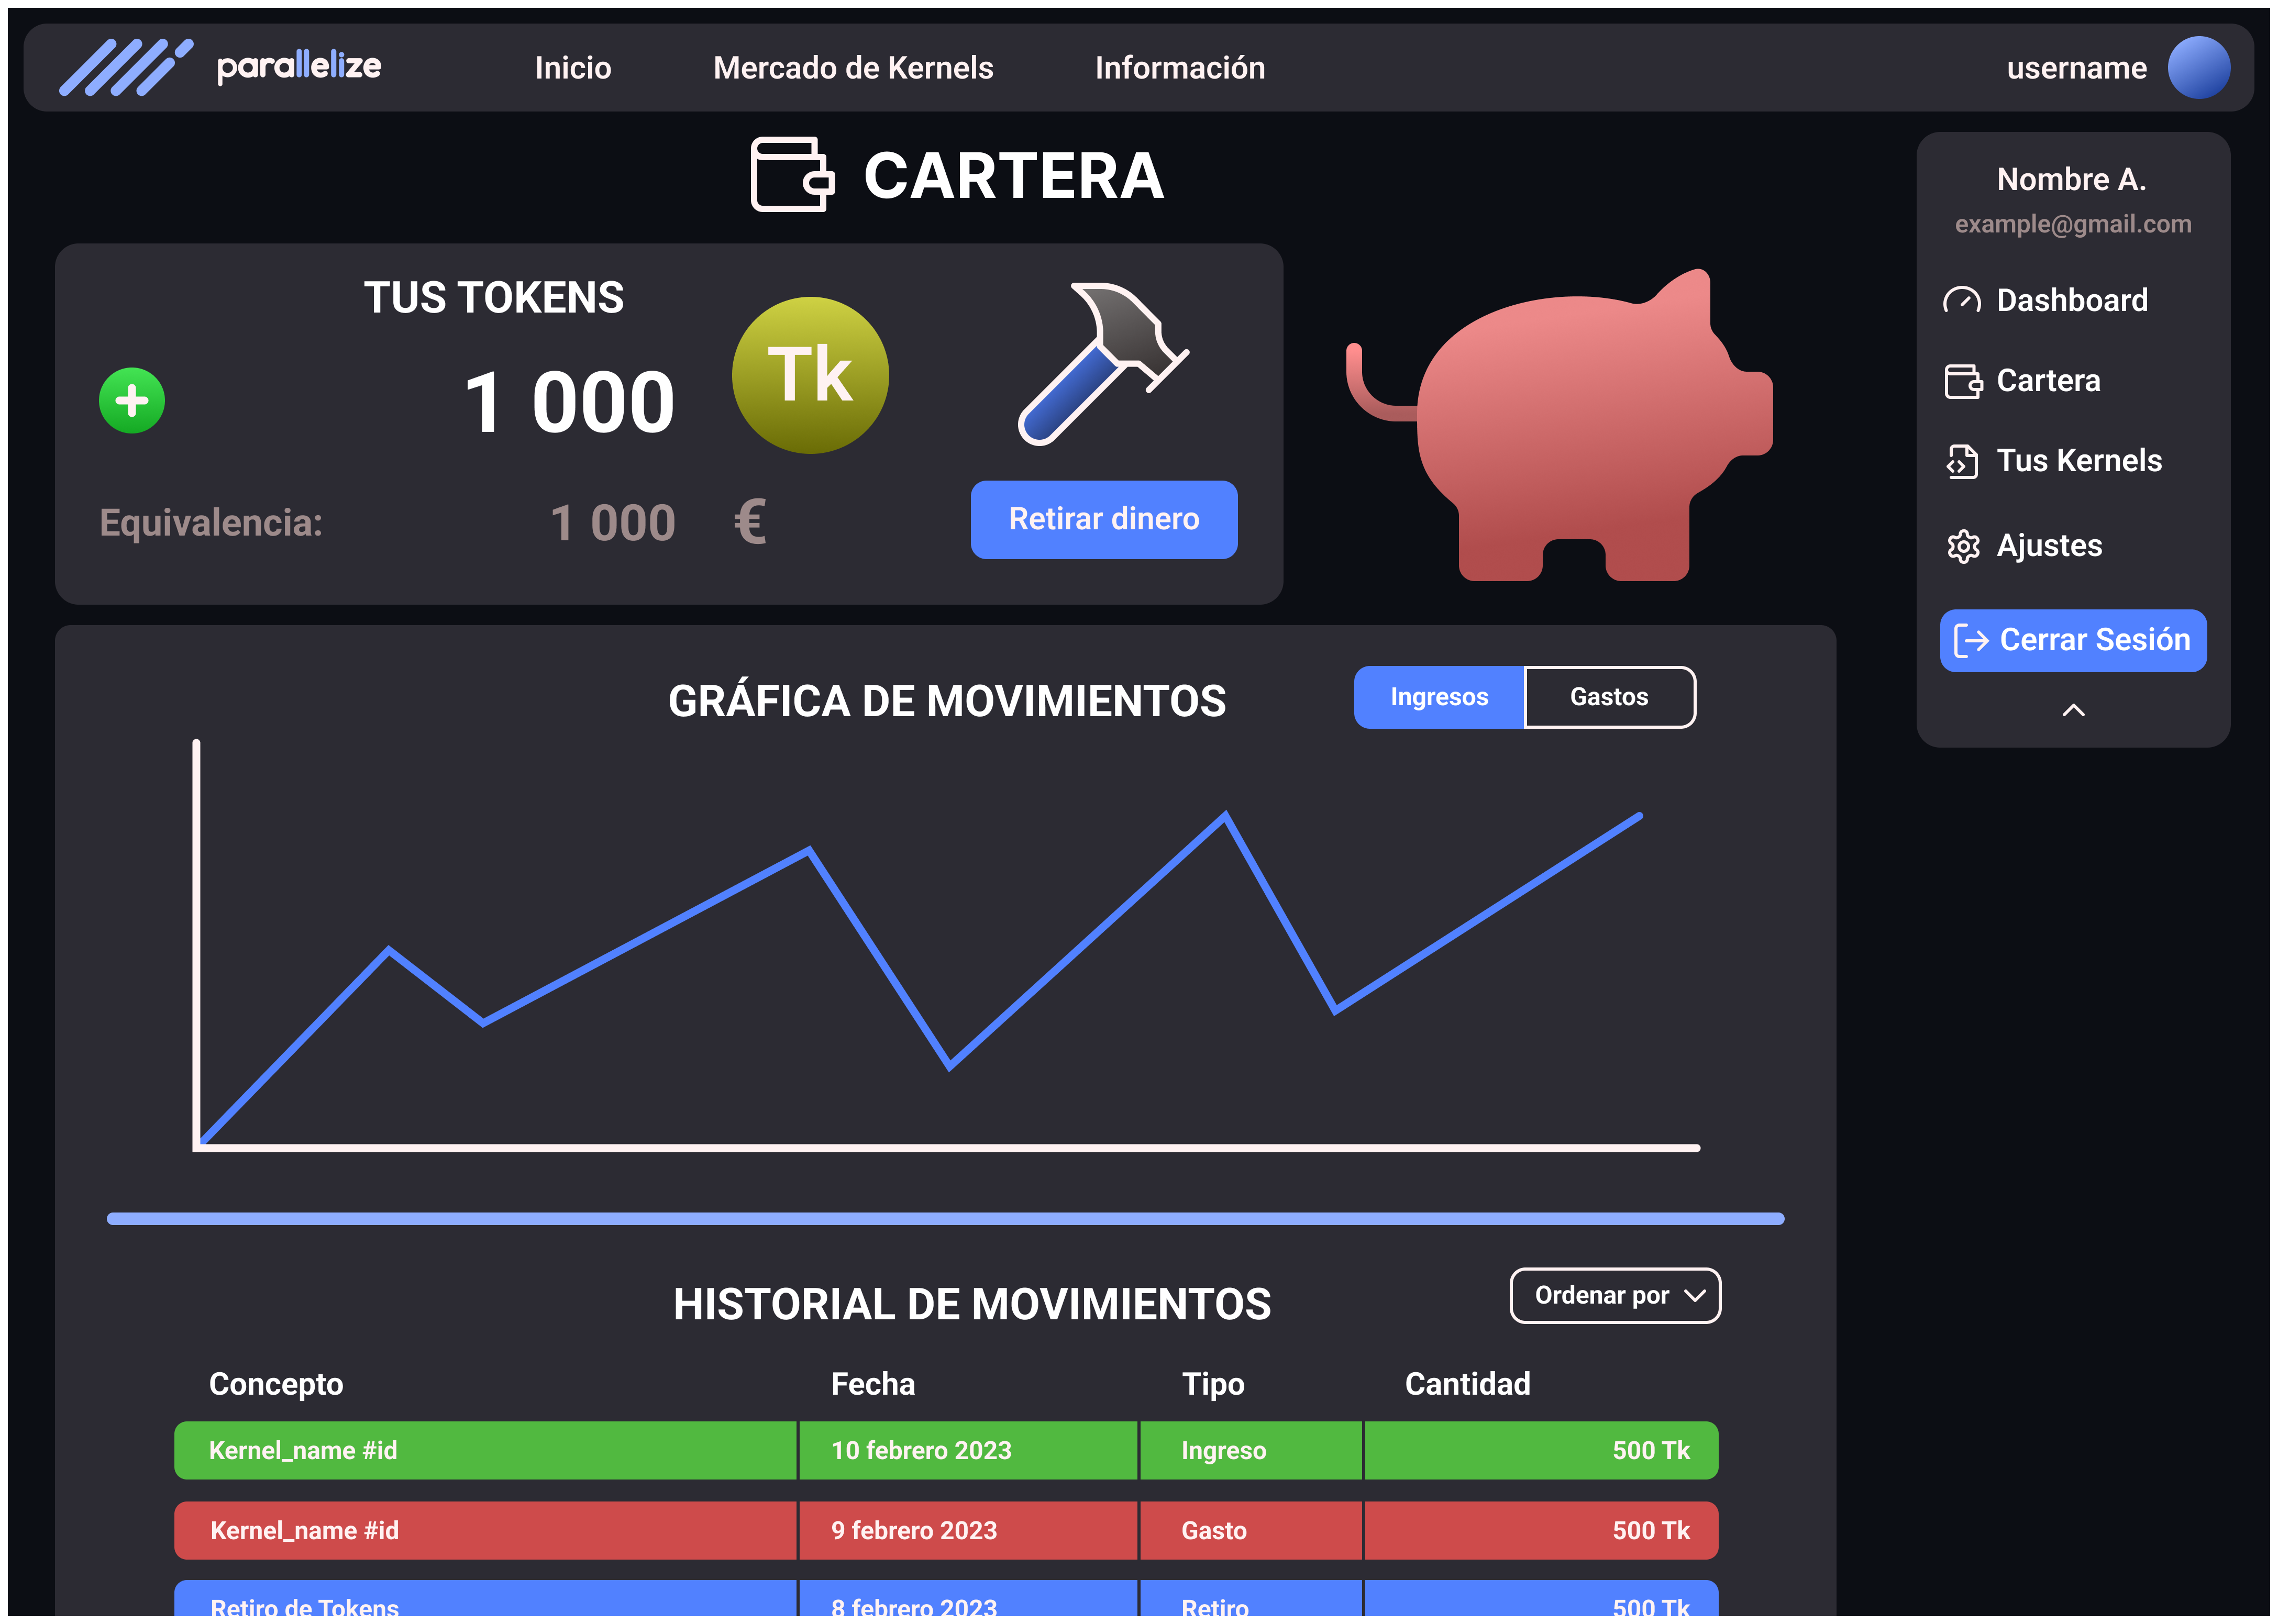 parallelize Inicio Mercado de Kernels Información username
CARTERA
Nombre A.
example@gmail.com
Dashboard
Cartera
Tus Kernels
Ajustes
Cerrar Sesión
TUS TOKENS
1 000 Tk
Equivalencia: 1 000 €
Retirar dinero
GRÁFICA DE MOVIMIENTOS
Ingresos Gastos
HISTORIAL DE MOVIMIENTOS
Ordenar por
Concepto Fecha Tipo Cantidad
Kernel_name #id 10 febrero 2023 Ingreso 500 Tk
Kernel_name #id 9 febrero 2023 Gasto 500 Tk
Retiro de Tokens 8 febrero 2023 Retiro 500 Tk